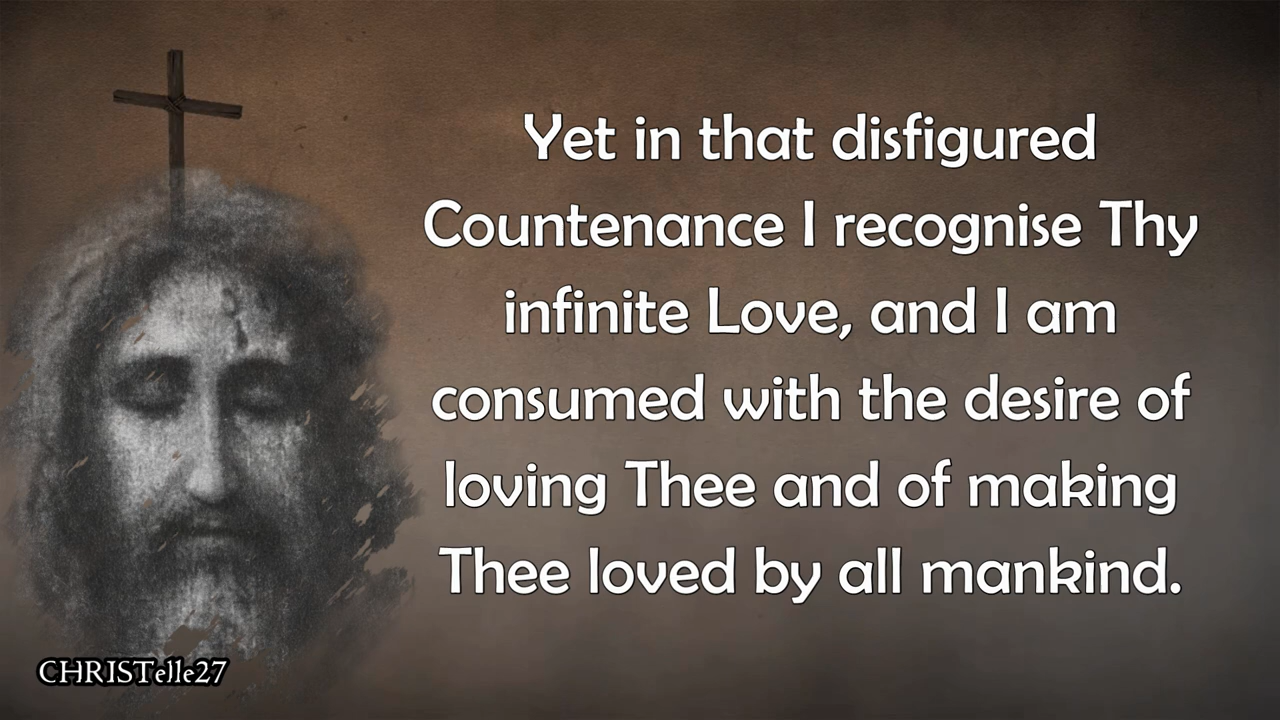 Yet in that disfigured
Countenance I recognise Thy
infinite Love, and I am
consumed with the desire of
loving Thee and of making
Thee loved by all mankind.
CHRISTelle27